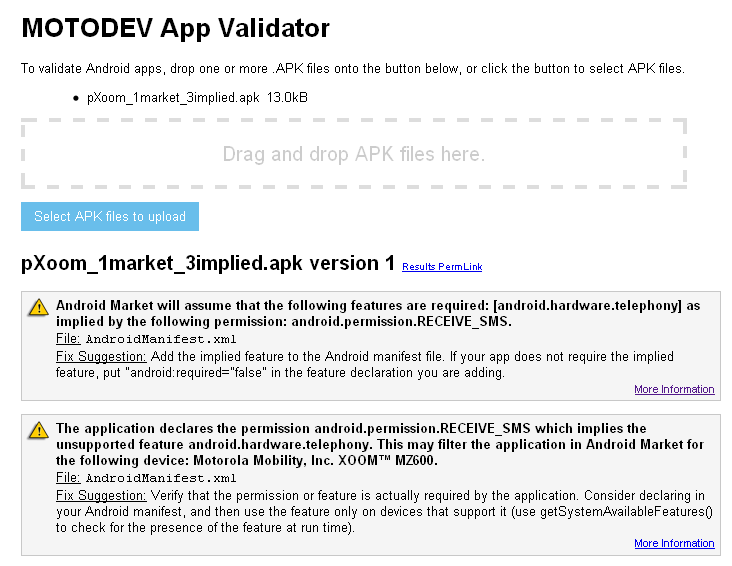 MOTODEV App Validator
To validate Android apps, drop one or more .APK files onto the button below, or click the button to select APK files.
• pXoom_1market_3implied.apk 13.0kB
Drag and drop APK files here.
Select APK files to upload
pXoom_1market_3implied.apk version 1 Results PermLink
Android Market will assume that the following features are required: [android.hardware.telephony] as
implied by the following permission: android.permission.RECEIVE_SMS.
File: AndroidManifest.xml
Fix Suggestion: Add the implied feature to the Android manifest file. If your app does not require the implied
feature, put "android:required="false" in the feature declaration you are adding.
More Information
The application declares the permission android.permission.RECEIVE_SMS which implies the
unsupported feature android.hardware.telephony. This may filter the application in Android Market for
the following device: Motorola Mobility, Inc. XOOM™ MZ600.
File: AndroidManifest.xml
Fix Suggestion: Verify that the permission or feature is actually required by the application. Consider declaring in
your Android manifest, and then use the feature only on devices that support it (use getSystemAvailableFeatures()
to check for the presence of the feature at run time).
More Information